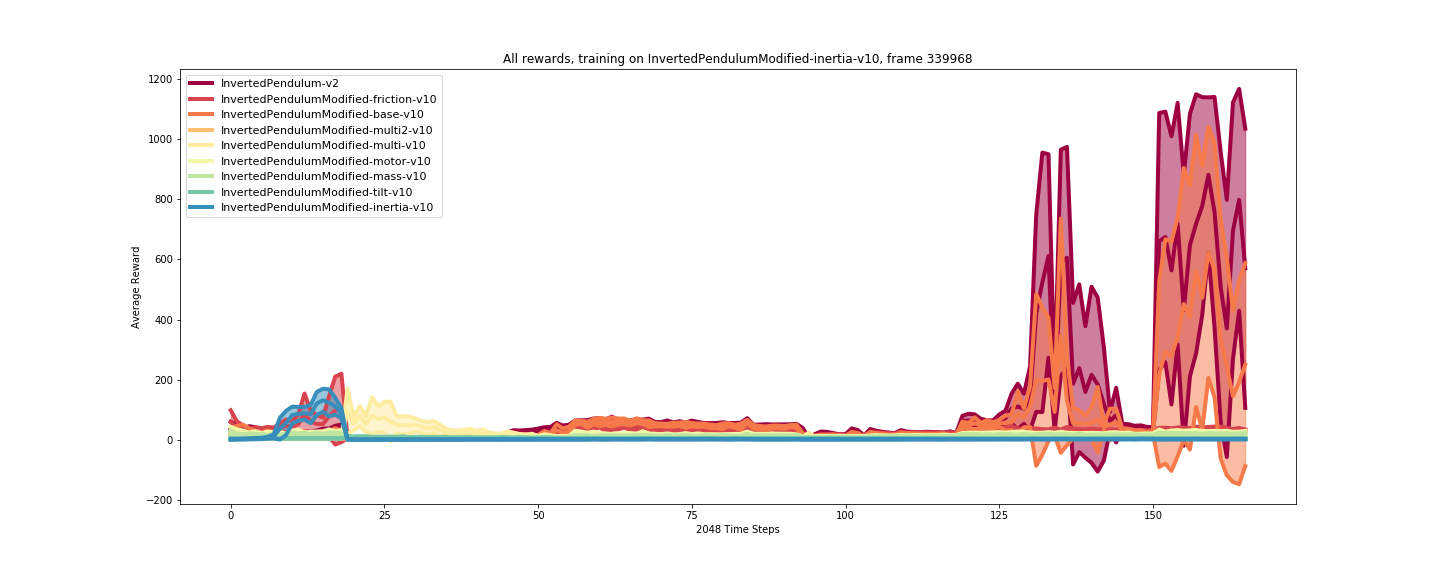 All rewards, training on InvertedPendulumModified-inertia-v10, frame 339968
1200
1000
800
600
400
200
0
−200
Average Reward
InvertedPendulum-v2
InvertedPendulumModified-friction-v10
InvertedPendulumModified-base-v10
InvertedPendulumModified-multi2-v10
InvertedPendulumModified-multi-v10
InvertedPendulumModified-motor-v10
InvertedPendulumModified-mass-v10
InvertedPendulumModified-tilt-v10
InvertedPendulumModified-inertia-v10
0 25 50 75 100 125 150
2048 Time Steps